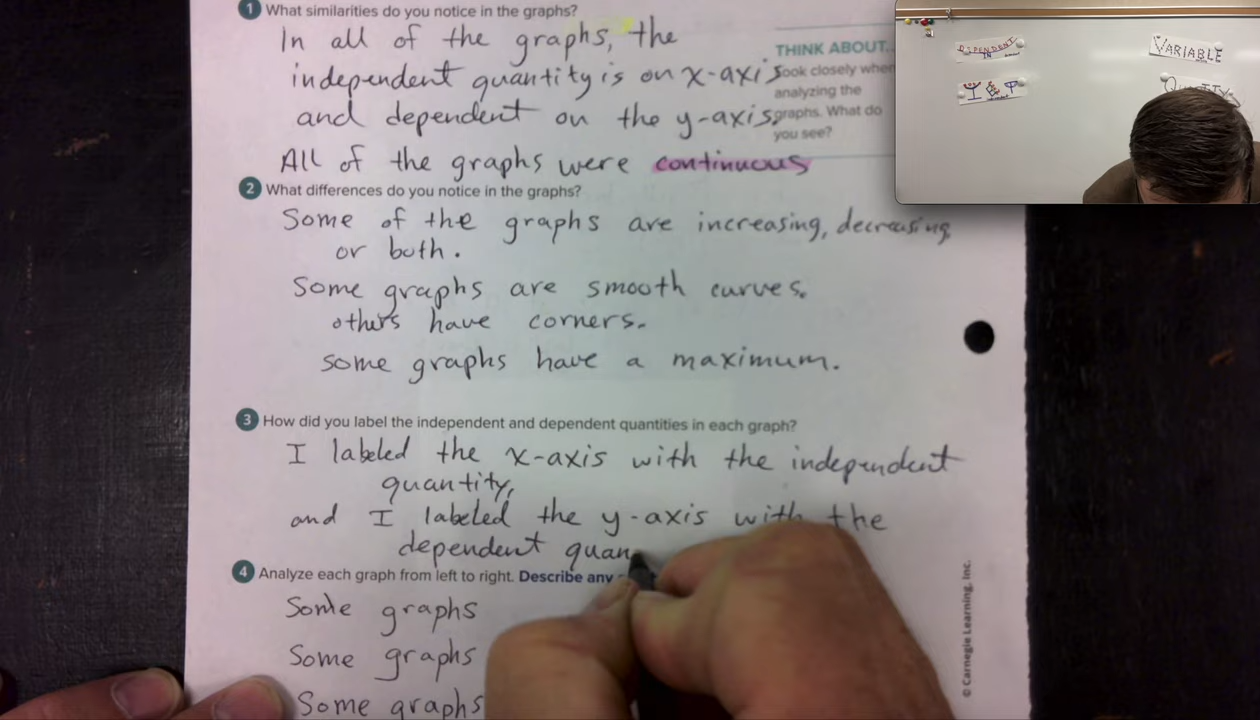 1 What similarities do you notice in the graphs?
In all of the graphs, the
independent quantity is on x-axis
and dependent on the y-axis.
All of the graphs were continuous
THINK ABOUT...
Look closely when
analyzing the
graphs. What do
you see?
2 What differences do you notice in the graphs?
Some of the graphs are increasing, decreasing,
or both.
Some graphs are smooth curves.
others have corners.
some graphs have a maximum.
3 How did you label the independent and dependent quantities in each graph?
I labeled the x-axis with the independent
quantity,
and I labeled the y-axis with the
dependent quan
4 Analyze each graph from left to right. Describe any
Some graphs
Some graphs
Some graphs
© Carnegie Learning, Inc.
VARIABLE